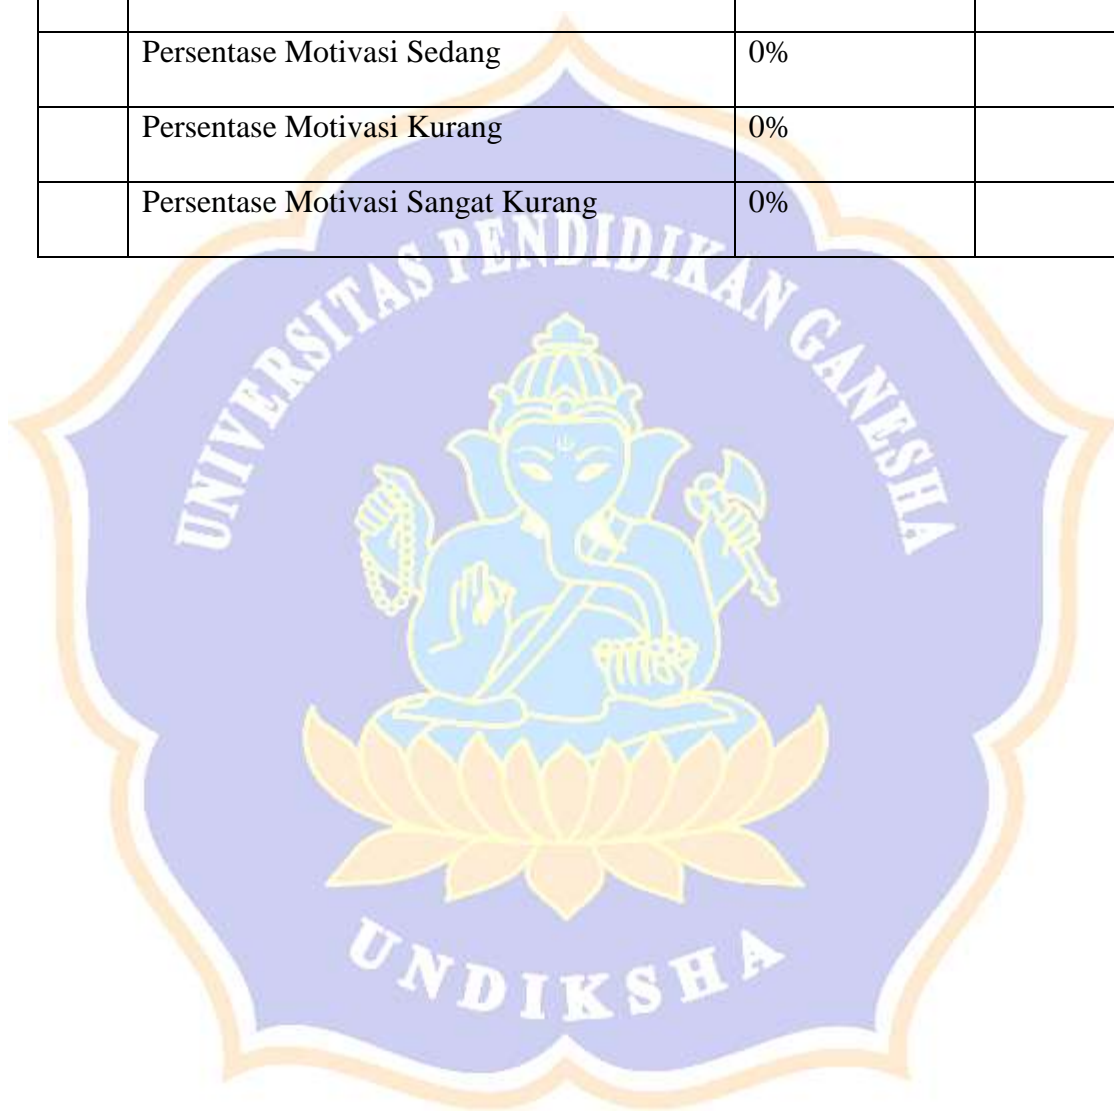 Persentase Motivasi Sedang 0%
Persentase Motivasi Kurang 0%
Persentase Motivasi Sangat Kurang 0%
UNIVERSITAS PENDIDIKAN GANESHA
UNDIKSHA